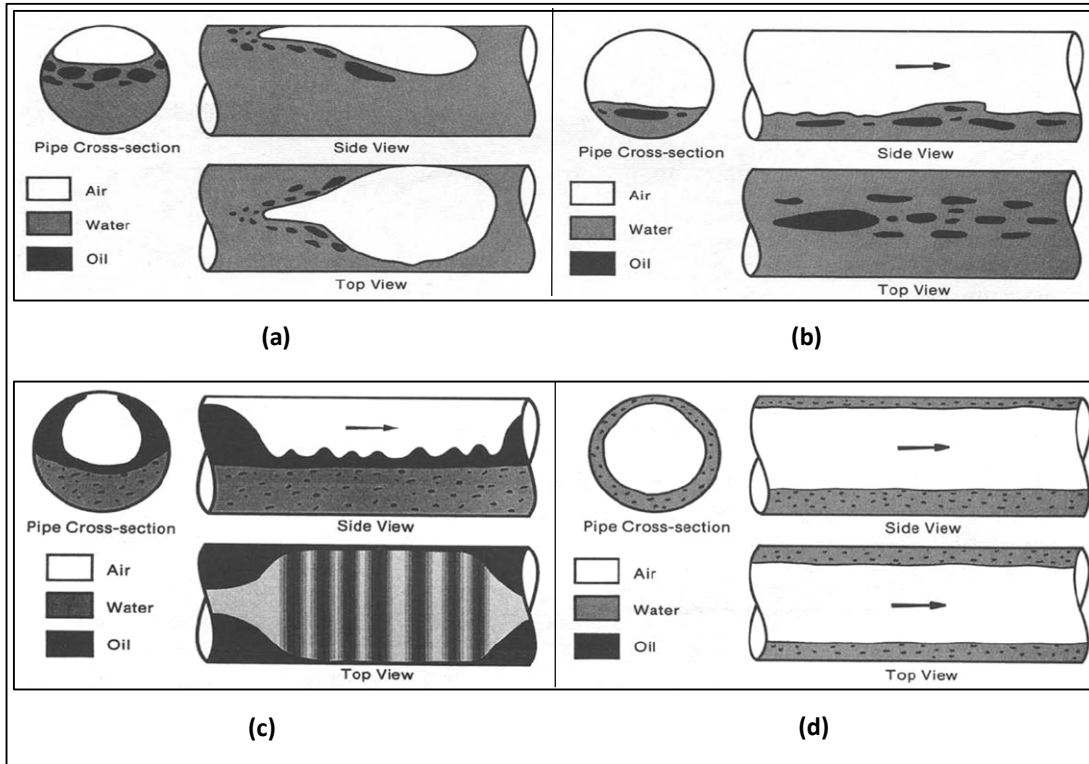 Pipe Cross-section
Side View
Air
Water
Oil
Top View
(a)
Pipe Cross-section
Side View
Air
Water
Oil
Top View
(b)
Pipe Cross-section
Side View
Air
Water
Oil
Top View
(c)
Pipe Cross-section
Side View
Air
Water
Oil
Top View
(d)